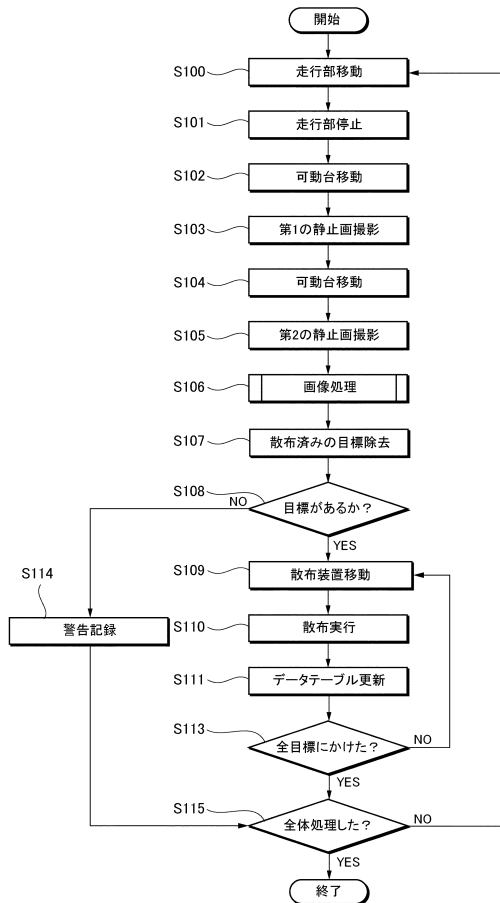 開始
S100
走行部移動
S101
走行部停止
S102
可動台移動
S103
第1の静止画撮影
S104
可動台移動
S105
第2の静止画撮影
S106
画像処理
S107
散布済みの目標除去
S108
目標があるか？
NO
YES
S109
散布装置移動
S114
警告記録
S110
散布実行
S111
データテーブル更新
S113
全目標にかけた？
NO
YES
S115
全体処理した？
NO
YES
終了